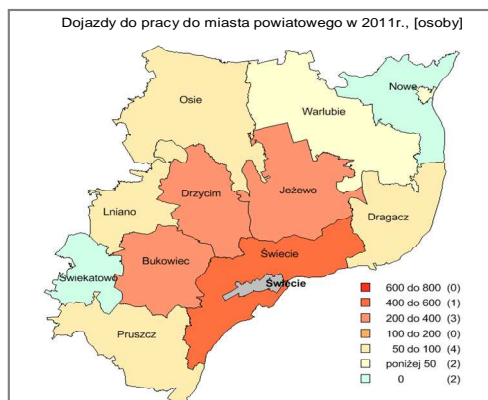 Dojazdy do pracy do miasta powiatowego w 2011r., [osoby]
Nowe
Osie
Warlubie
Drzycim
Jeżewo
Lniano
Dragacz
Świecie
Bukowiec
Świekatowo
Świecie
Pruszcz
600 do 800 (0)
400 do 600 (1)
200 do 400 (3)
100 do 200 (0)
50 do 100 (4)
poniżej 50 (2)
0 (2)